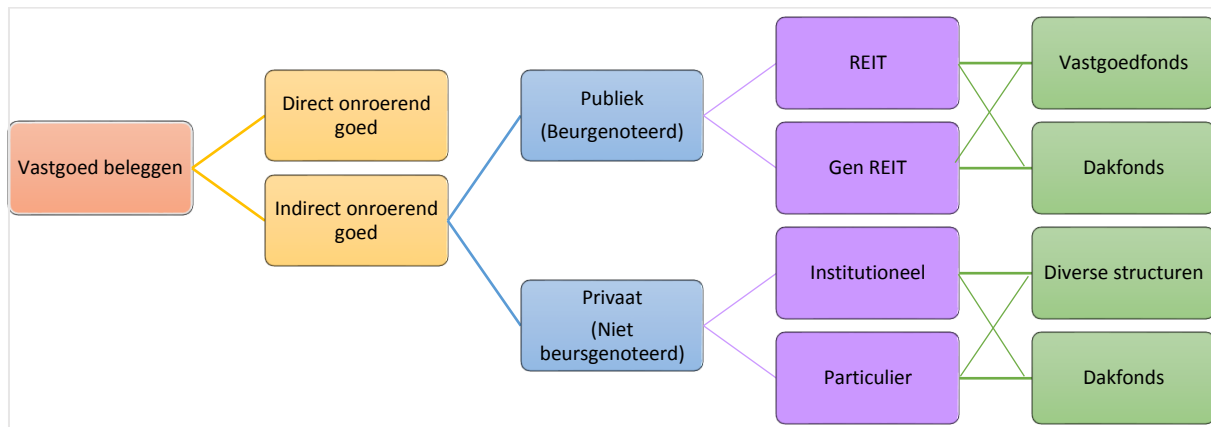 Vastgoed beleggen
Direct onroerend
goed
Indirect onroerend
goed
Publiek
(Beurgenoteerd)
Privaat
(Niet
beursgenoteerd)
REIT
Gen REIT
Institutioneel
Particulier
Vastgoedfonds
Dakfonds
Diverse structuren
Dakfonds